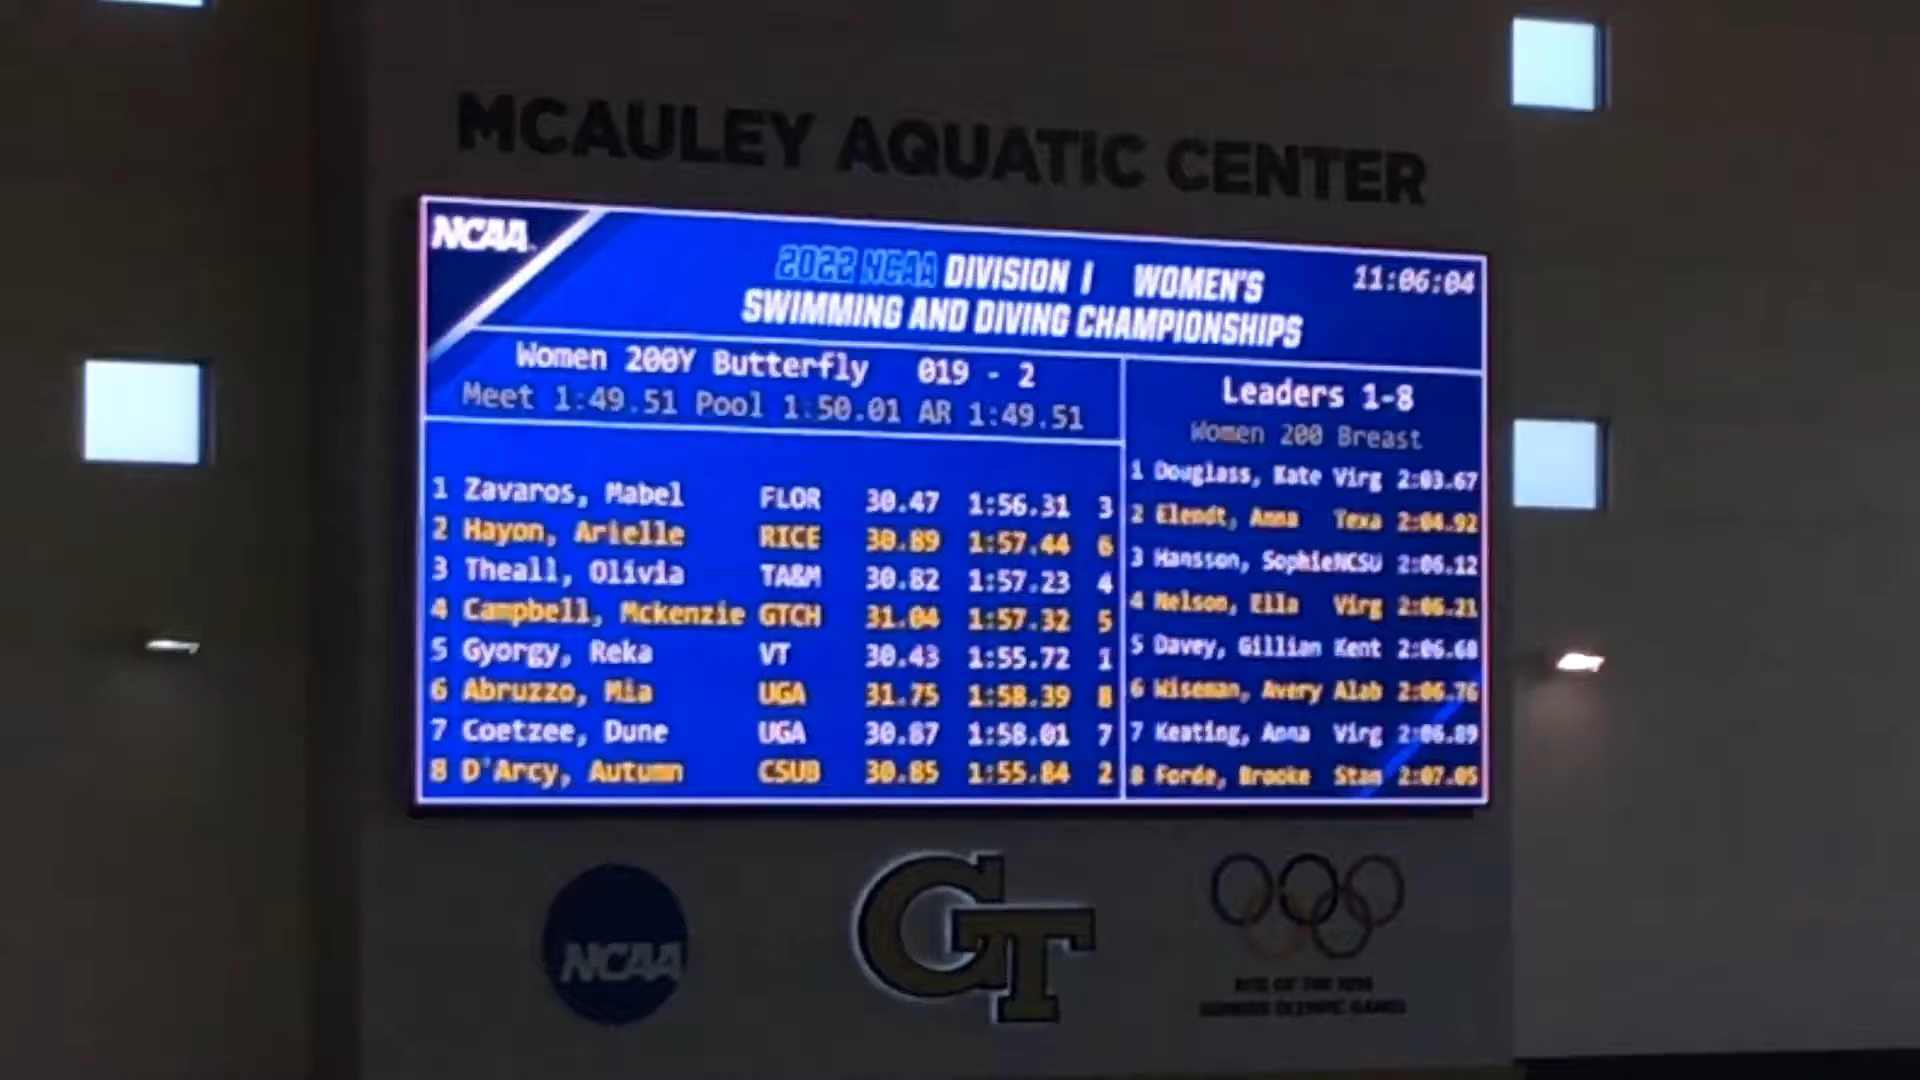 MCAULEY AQUATIC CENTER
NCAA
2022 NCAA DIVISION I WOMEN'S
SWIMMING AND DIVING CHAMPIONSHIPS
11:06:04
Women 200Y Butterfly 019 - 2
Meet 1:49.51 Pool 1:50.01 AR 1:49.51
1 Zavaros, Mabel FLOR 30.47 1:56.31 3
2 Hayon, Arielle RICE 30.89 1:57.44 6
3 Theall, Olivia TA&M 30.82 1:57.23 4
4 Campbell, Mckenzie GTCH 31.04 1:57.32 5
5 Gyorgy, Reka VT 30.43 1:55.72 1
6 Abruzzo, Mia UGA 31.75 1:58.39 8
7 Coetzee, Dune UGA 30.87 1:58.01 7
8 D'Arcy, Autumn CSUB 30.85 1:55.84 2
Leaders 1-8
Women 200 Breast
1 Douglass, Kate Virg 2:03.67
2 Elendt, Anna Texa 2:04.92
3 Hansson, SophieNCSU 2:06.12
4 Nelson, Ella Virg 2:06.21
5 Davey, Gillian Kent 2:06.68
6 Wiseman, Avery Alab 2:06.76
7 Keating, Anna Virg 2:06.89
8 Forde, Brooke Stan 2:07.05
NCAA
GT